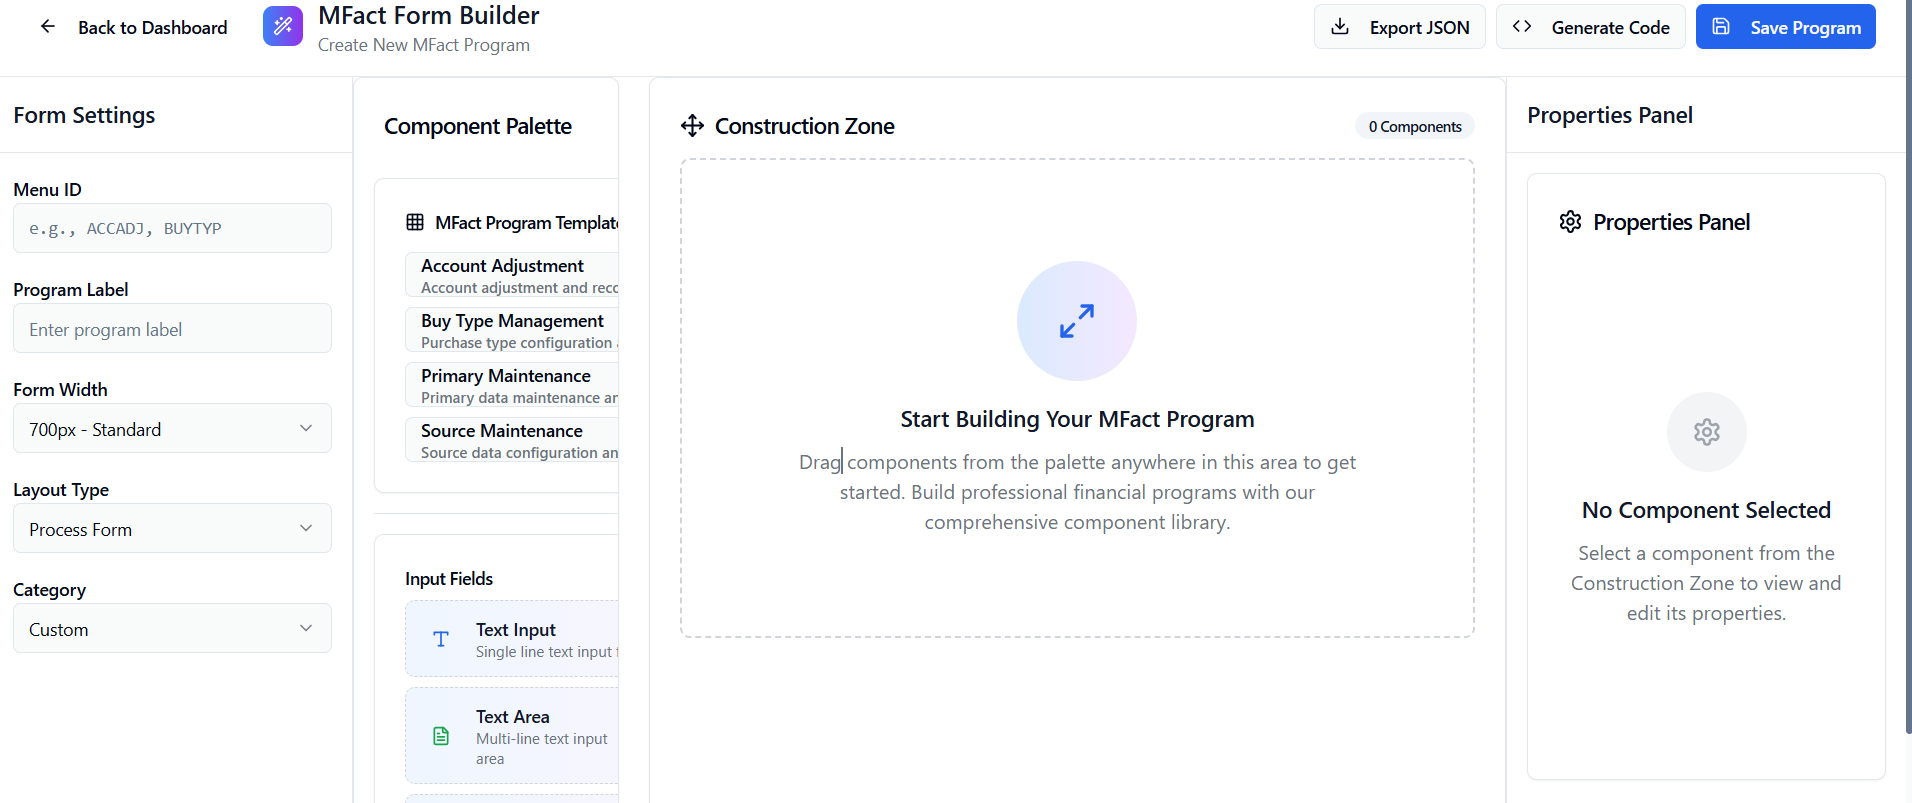 Back to Dashboard
MFact Form Builder
Create New MFact Program
Export JSON
Generate Code
Save Program
Form Settings
Menu ID
e.g., ACCADJ, BUYTYP
Program Label
Enter program label
Form Width
700px - Standard
Layout Type
Process Form
Category
Custom
Component Palette
MFact Program Templat
Account Adjustment
Account adjustment and rec
Buy Type Management
Purchase type configuration
Primary Maintenance
Primary data maintenance a
Source Maintenance
Source data configuration an
Input Fields
Text Input
Single line text input
Text Area
Multi-line text input
area
Construction Zone
0 Components
Start Building Your MFact Program
Drag components from the palette anywhere in this area to get
started. Build professional financial programs with our
comprehensive component library.
Properties Panel
Properties Panel
No Component Selected
Select a component from the
Construction Zone to view and
edit its properties.